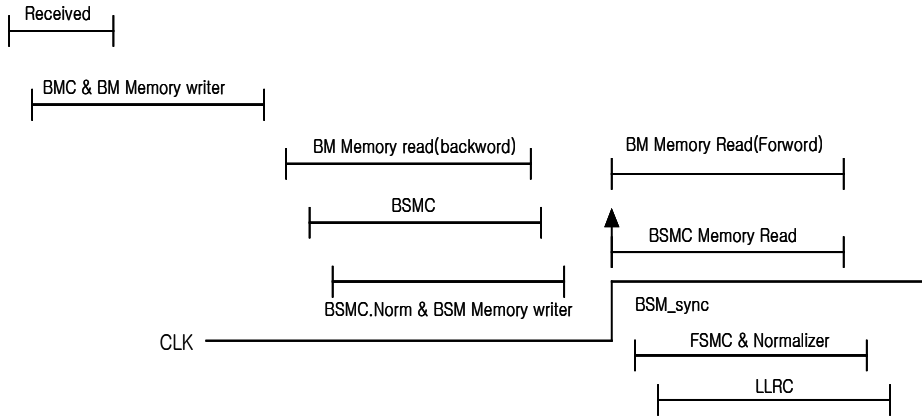 Received
BMC & BM Memory writer
BM Memory read(backword)
BM Memory Read(Forword)
BSMC
BSMC Memory Read
BSMC.Norm & BSM Memory writer
BSM_sync
CLK
FSMC & Normalizer
LLRC